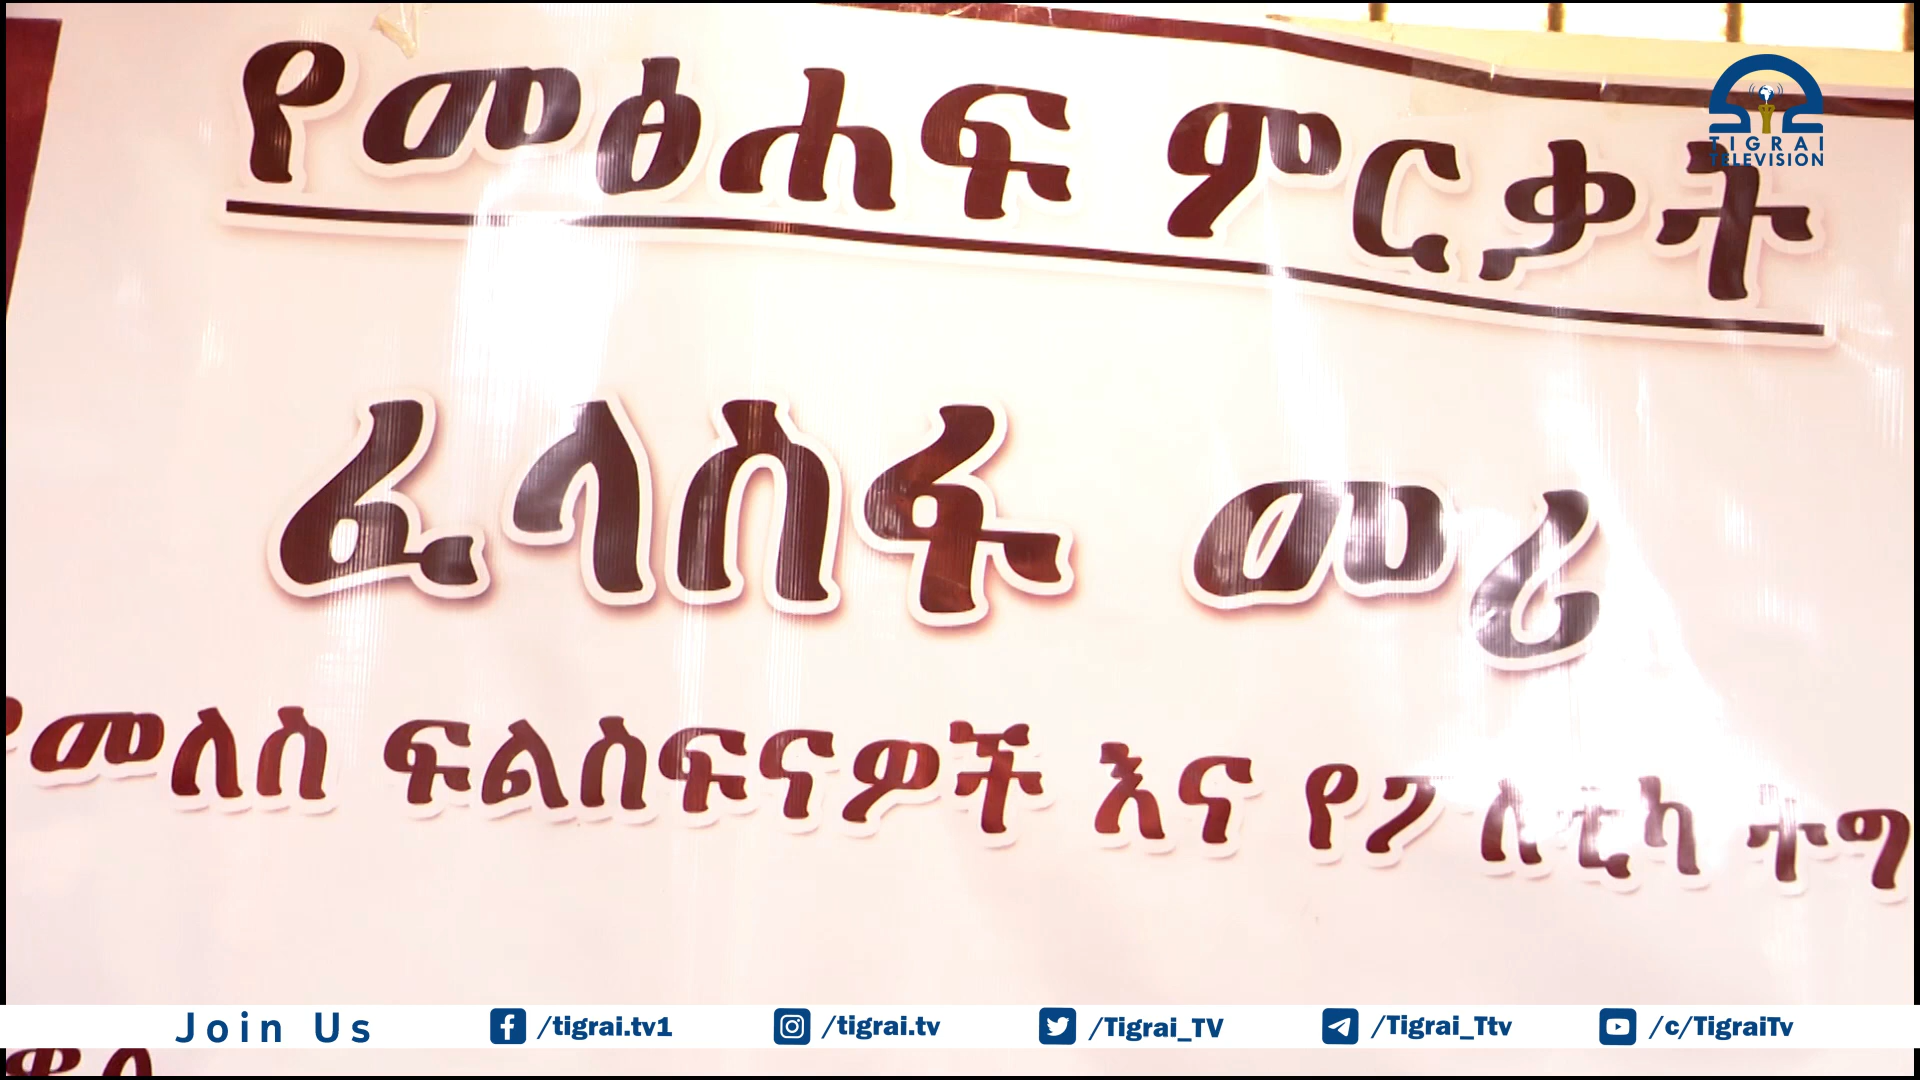 የመፅሐፍ ምርቃት
TIGRAI
TELEVISION
ፈላስፋ መሪ
የመለስ ፍልስፍናዎች እና የፖለቲካ ትግ
Join Us /tigrai.tv1 /tigrai.tv /Tigrai_TV /Tigrai_Ttv /c/TigraiTv